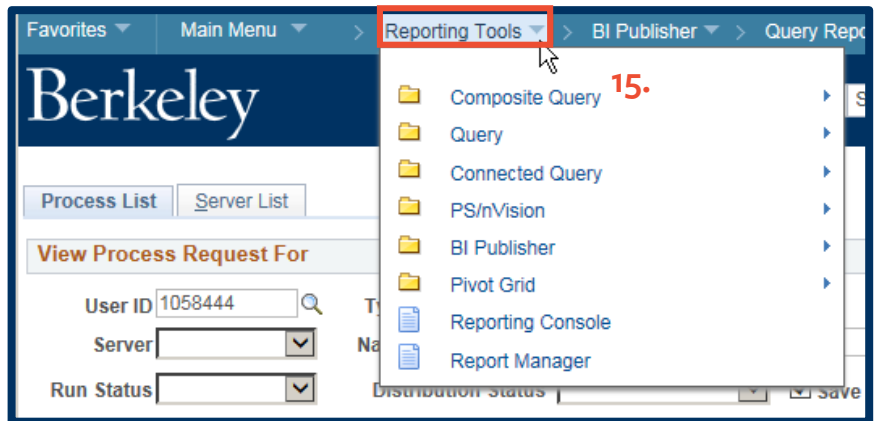 Favorites Main Menu > Reporting Tools > BI Publisher > Query Repo
Berkeley
15.
Composite Query
Query
Connected Query
PS/nVision
BI Publisher
Pivot Grid
Reporting Console
Report Manager
S
Process List Server List
View Process Request For
User ID 1058444 Ty
Server Na
Run Status Distribution Status Save